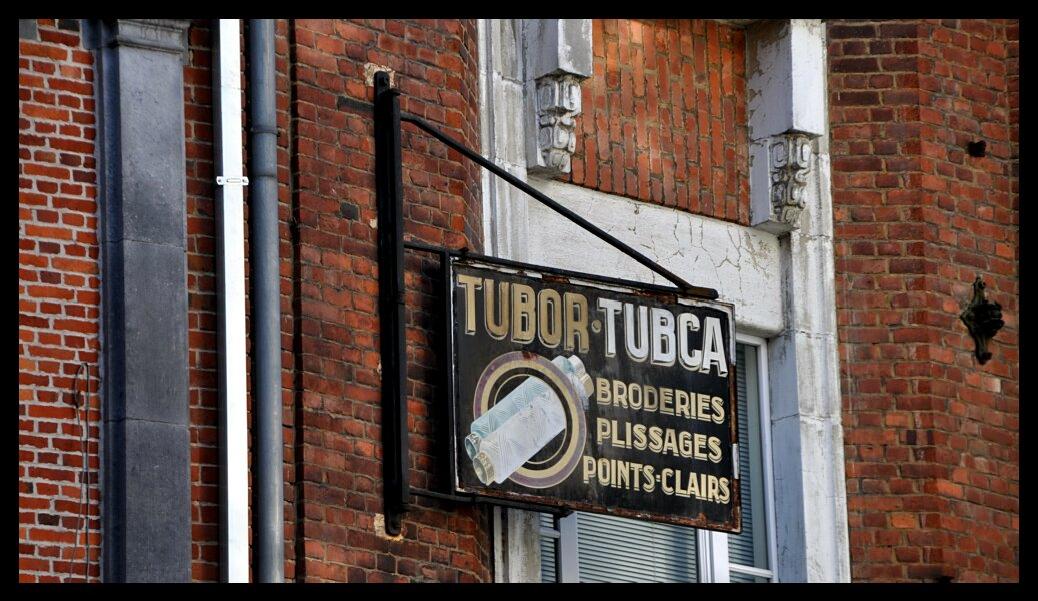 TUBOR·TUBCA
BRODERIES
PLISSAGES
POINTS-CLAIRS